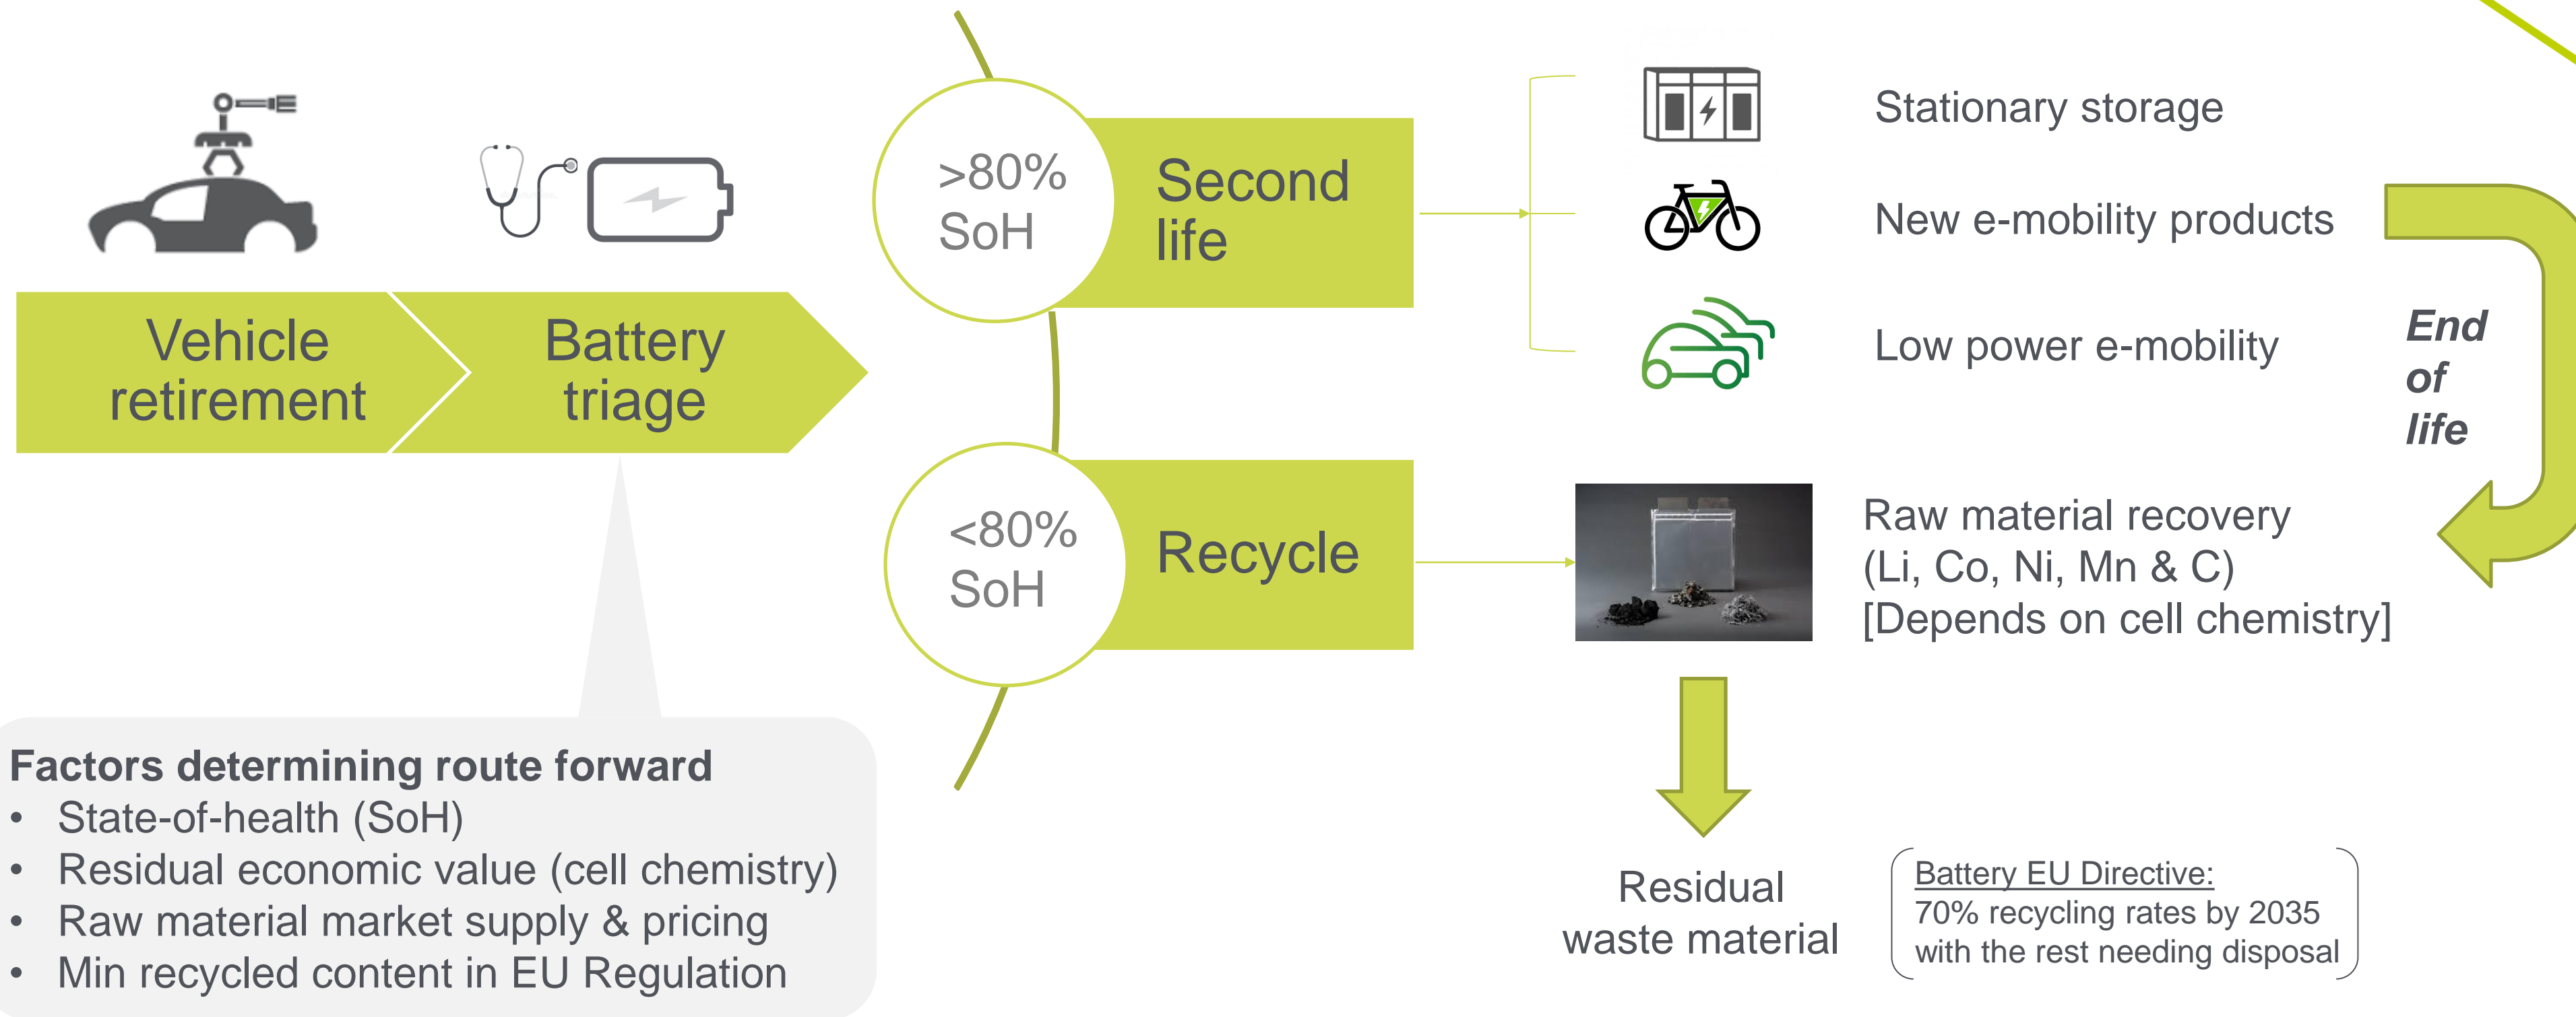 Vehicle
retirement
Battery
triage
>80%
SoH
Second
life
Stationary storage
New e-mobility products
Low power e-mobility
End
of
life
<80%
SoH
Recycle
Raw material recovery
(Li, Co, Ni, Mn & C)
[Depends on cell chemistry]
Residual
waste material
Battery EU Directive:
70% recycling rates by 2035
with the rest needing disposal
Factors determining route forward
• State-of-health (SoH)
• Residual economic value (cell chemistry)
• Raw material market supply & pricing
• Min recycled content in EU Regulation